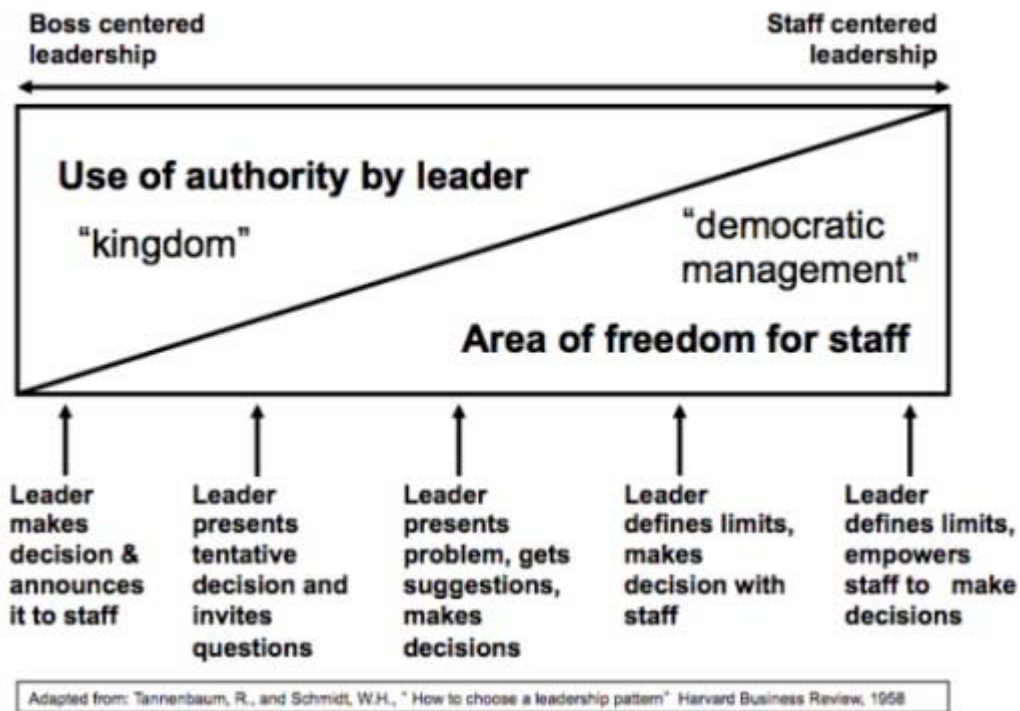 Boss centered
leadership
Staff centered
leadership
Use of authority by leader
“kingdom”
“democratic
management”
Area of freedom for staff
Leader
makes
decision &
announces
it to staff
Leader
presents
tentative
decision and
invites
questions
Leader
presents
problem, gets
suggestions,
makes
decisions
Leader
defines limits,
makes
decision with
staff
Leader
defines limits,
empowers
staff to make
decisions
Adapted from: Tannenbaum, R., and Schmidt, W.H., " How to choose a leadership pattern" Harvard Business Review, 1958